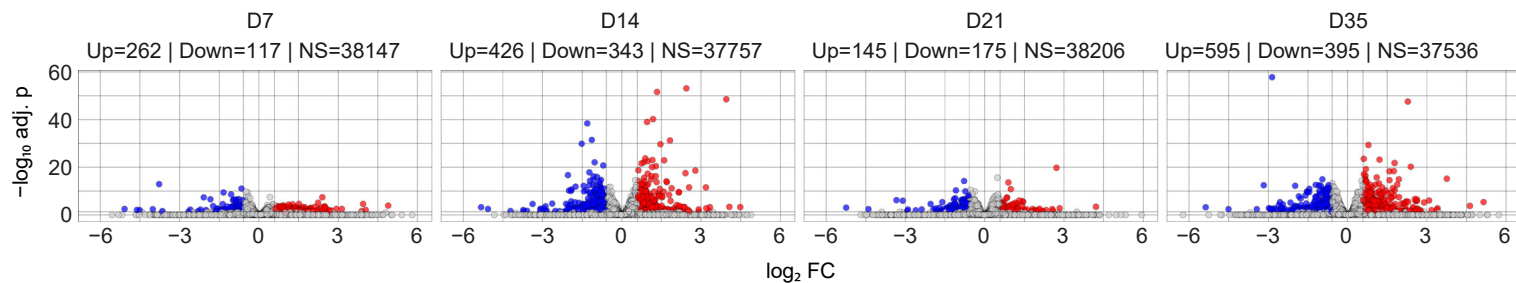 D7 D14 D21 D35
Up=262 | Down=117 | NS=38147 Up=426 | Down=343 | NS=37757 Up=145 | Down=175 | NS=38206 Up=595 | Down=395 | NS=37536
60
40
20
0
−log₁₀ adj. p
−6 −3 0 3 6 −6 −3 0 3 6 −6 −3 0 3 6 −6 −3 0 3 6
log₂ FC